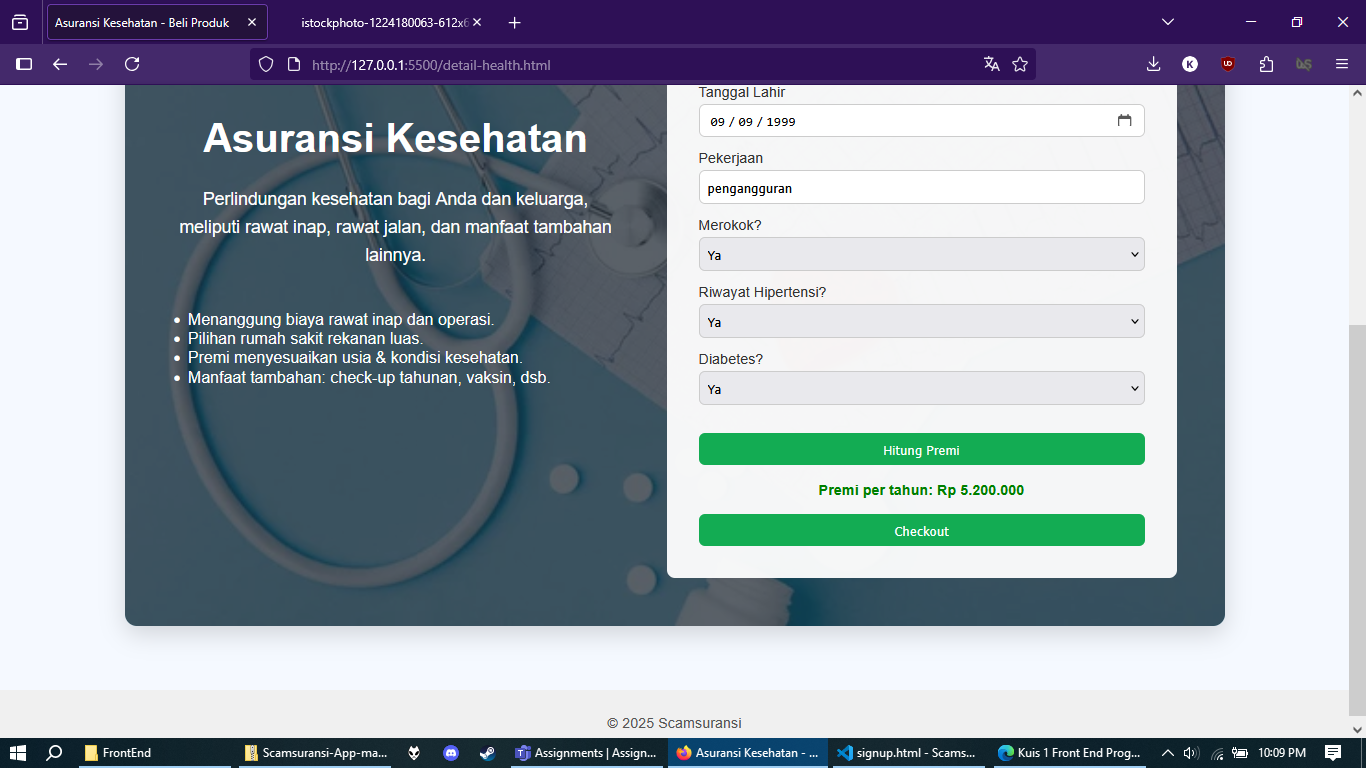 Asuransi Kesehatan - Beli Produk
istockphoto-1224180063-612x6
http://127.0.0.1:5500/detail-health.html
K
Asuransi Kesehatan
Perlindungan kesehatan bagi Anda dan keluarga,
meliputi rawat inap, rawat jalan, dan manfaat tambahan
lainnya.
Menanggung biaya rawat inap dan operasi.
Pilihan rumah sakit rekanan luas.
Premi menyesuaikan usia & kondisi kesehatan.
Manfaat tambahan: check-up tahunan, vaksin, dsb.
Tanggal Lahir
09 / 09 / 1999
Pekerjaan
pengangguran
Merokok?
Ya
Riwayat Hipertensi?
Ya
Diabetes?
Ya
Hitung Premi
Premi per tahun: Rp 5.200.000
Checkout
© 2025 Scamsuransi
FrontEnd
Scamsuransi-App-ma...
Assignments | Assign...
Asuransi Kesehatan - ...
signup.html - Scams...
Kuis 1 Front End Prog...
10:09 PM